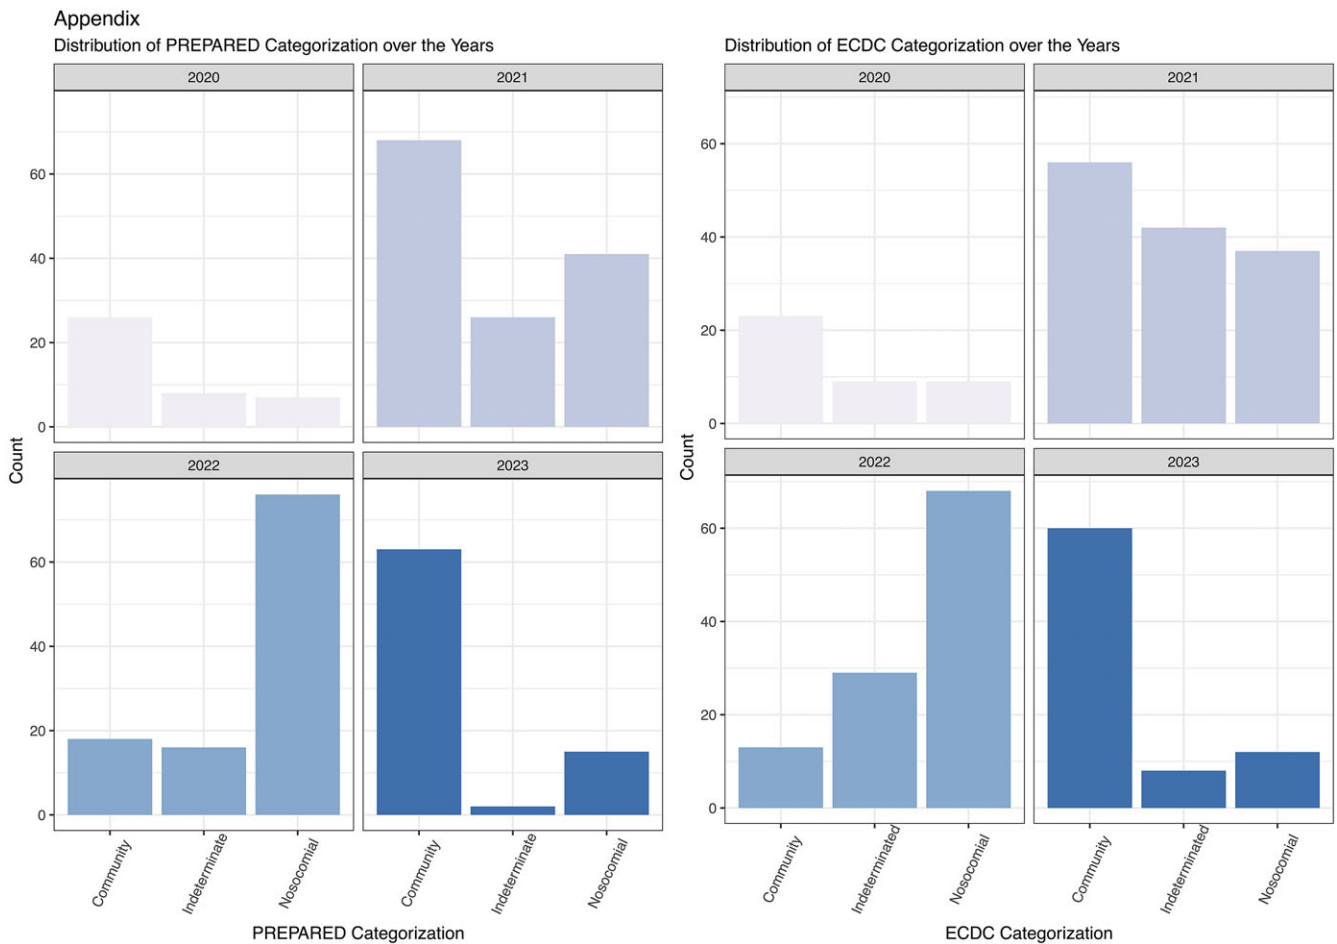 Appendix
Distribution of PREPARED Categorization over the Years
2020
2021
60
40
20
0
2022
2023
60
40
20
0
Count
Community
Indeterminate
Nosocomial
Community
Indeterminate
Nosocomial
PREPARED Categorization
Distribution of ECDC Categorization over the Years
2020
2021
60
40
20
0
2022
2023
60
40
20
0
Count
Community
Indeterminated
Nosocomial
Community
Indeterminated
Nosocomial
ECDC Categorization